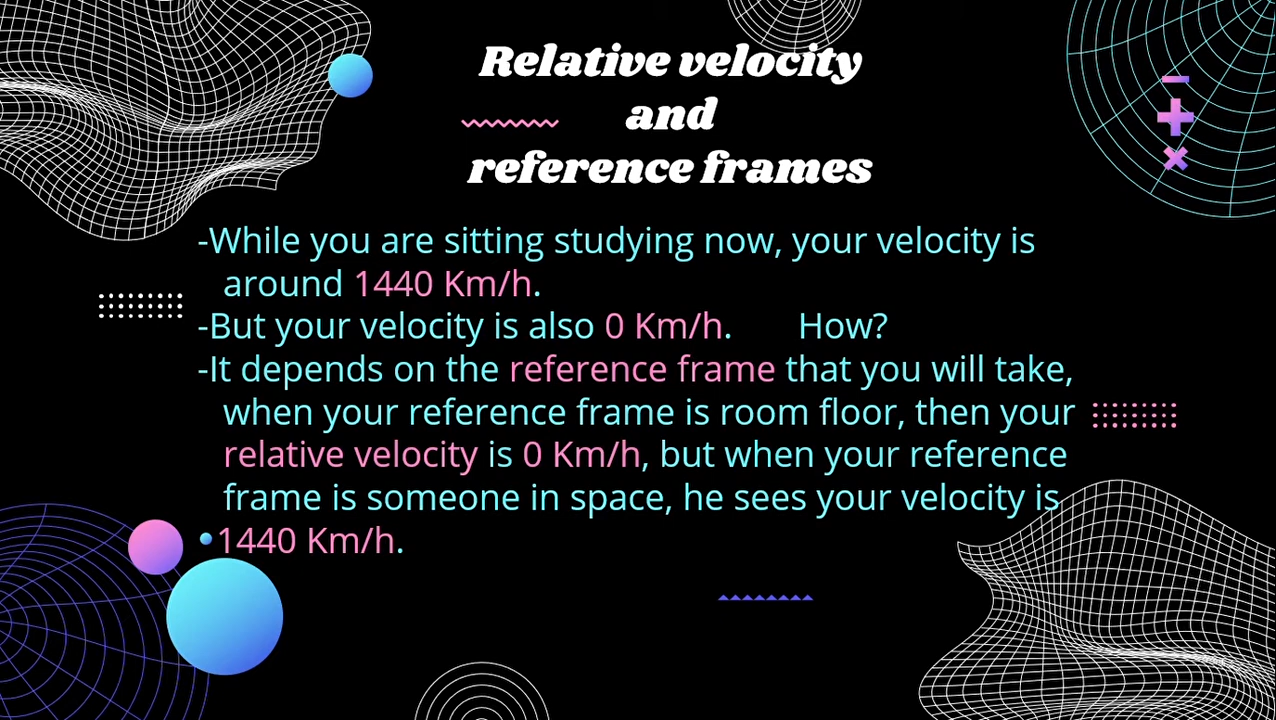 Relative velocity
and
reference frames
-While you are sitting studying now, your velocity is
around 1440 Km/h.
-But your velocity is also 0 Km/h. How?
-It depends on the reference frame that you will take,
when your reference frame is room floor, then your
relative velocity is 0 Km/h, but when your reference
frame is someone in space, he sees your velocity is
1440 Km/h.